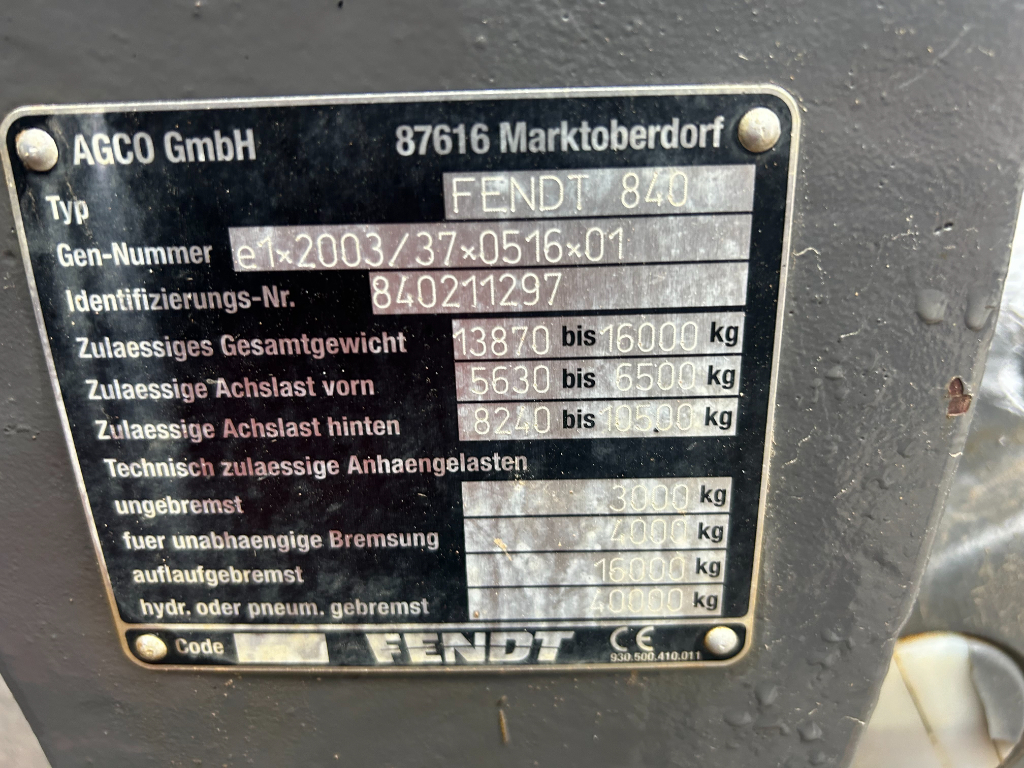 AGCO GmbH 87616 Marktoberdorf
Typ FENDT 840
Gen-Nummer e1×2003/37×0516×01
Identifizierungs-Nr. 840211297
Zulaessiges Gesamtgewicht 13870 bis 16000 kg
Zulaessige Achslast vorn 5630 bis 6500 kg
Zulaessige Achslast hinten 8240 bis 10500 kg
Technisch zulaessige Anhaengelasten
ungebremst 3000 kg
fuer unabhaengige Bremsung 4000 kg
auflaufgebremst 16000 kg
hydr. oder pneum. gebremst 40000 kg
Code FENDT CE
930.500.410.011